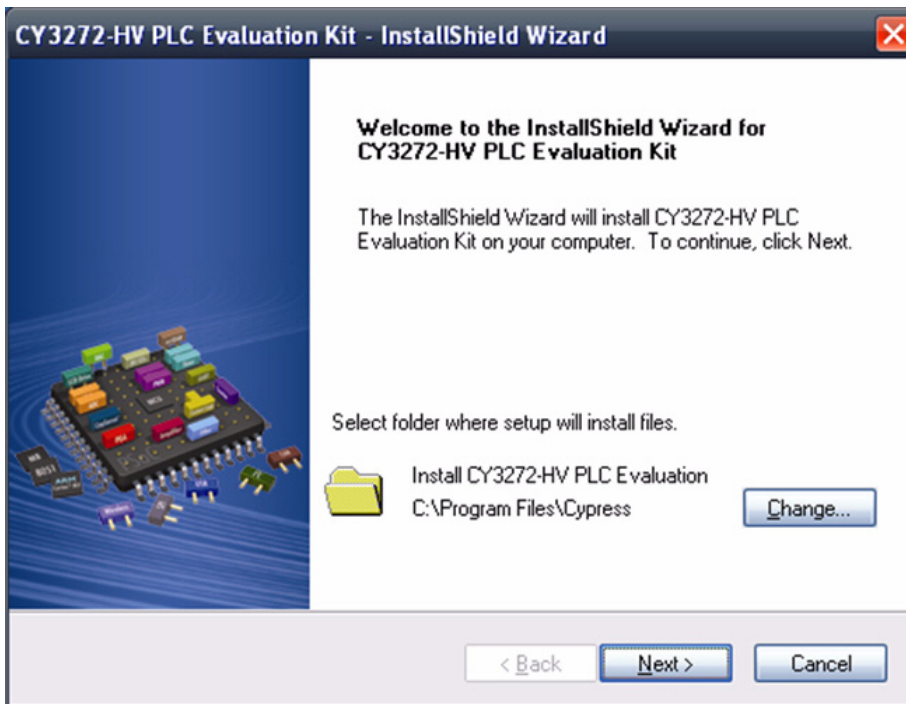 CY3272-HV PLC Evaluation Kit - InstallShield Wizard
Welcome to the InstallShield Wizard for
CY3272-HV PLC Evaluation Kit
The InstallShield Wizard will install CY3272-HV PLC
Evaluation Kit on your computer. To continue, click Next.
Select folder where setup will install files.
Install CY3272-HV PLC Evaluation
C:\Program Files\Cypress
Change...
< Back
Next >
Cancel